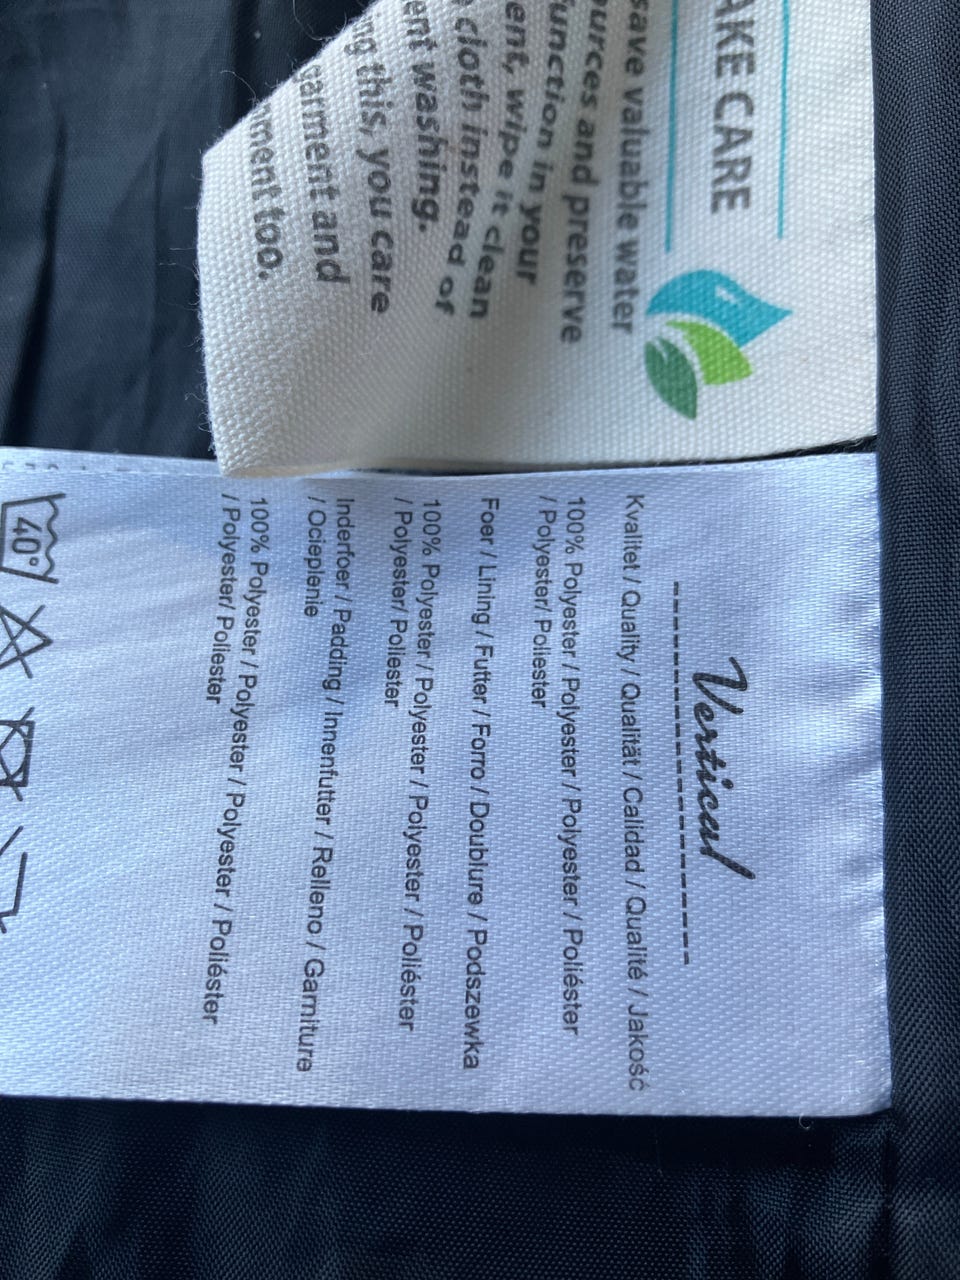 AKE CARE
save valuable water
ources and preserve
function in your
ent, wipe it clean
cloth instead of
ent washing.
this, you care
garment and
ment too.
Vertical
Kvalitet / Quality / Qualität / Calidad / Qualité / Jakość
100% Polyester / Polyester / Polyester / Poliéster
/ Polyester/ Poliester
Foer / Lining / Futter / Forro / Doublure / Podszewka
100% Polyester / Polyester / Polyester / Poliéster
/ Polyester/ Poliester
Inderfoer / Padding / Innenfutter / Relleno / Garniture
/ Ocieplenie
100% Polyester / Polyester / Polyester / Poliéster
/ Polyester/ Poliester
40°